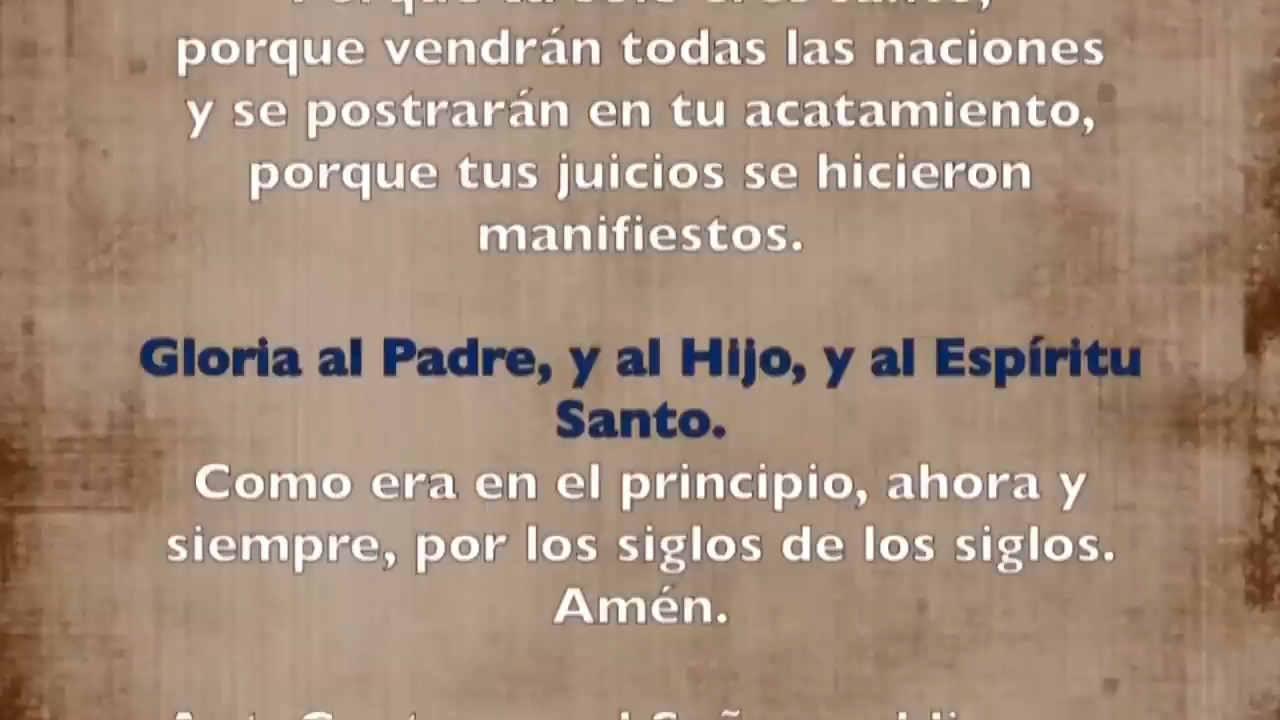 porque vendrán todas las naciones
y se postrarán en tu acatamiento,
porque tus juicios se hicieron
manifiestos.
Gloria al Padre, y al Hijo, y al Espíritu
Santo.
Como era en el principio, ahora y
siempre, por los siglos de los siglos.
Amén.